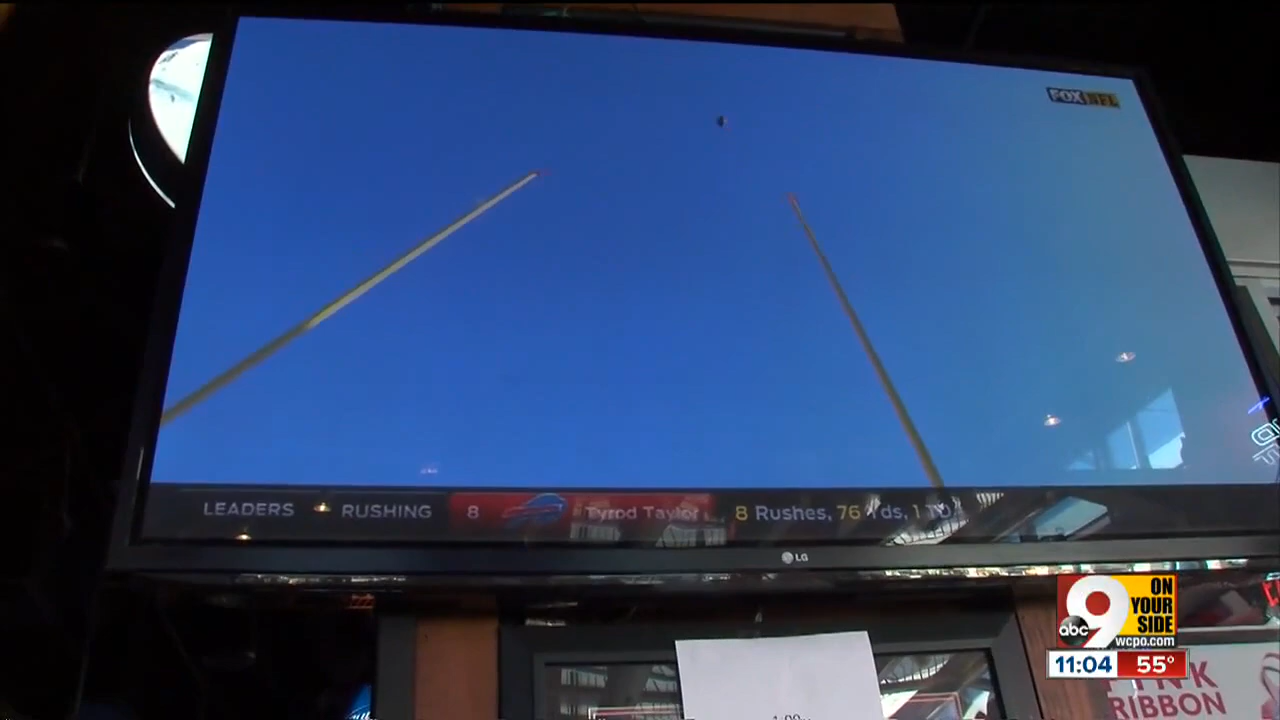 FOX NFL
LEADERS RUSHING 8 Tyrod Taylor 8 Rushes, 76 Yds, 1 TD
LG
abc 9 ON YOUR SIDE
wcpo.com
11:04 55°
PINK
RIBBON